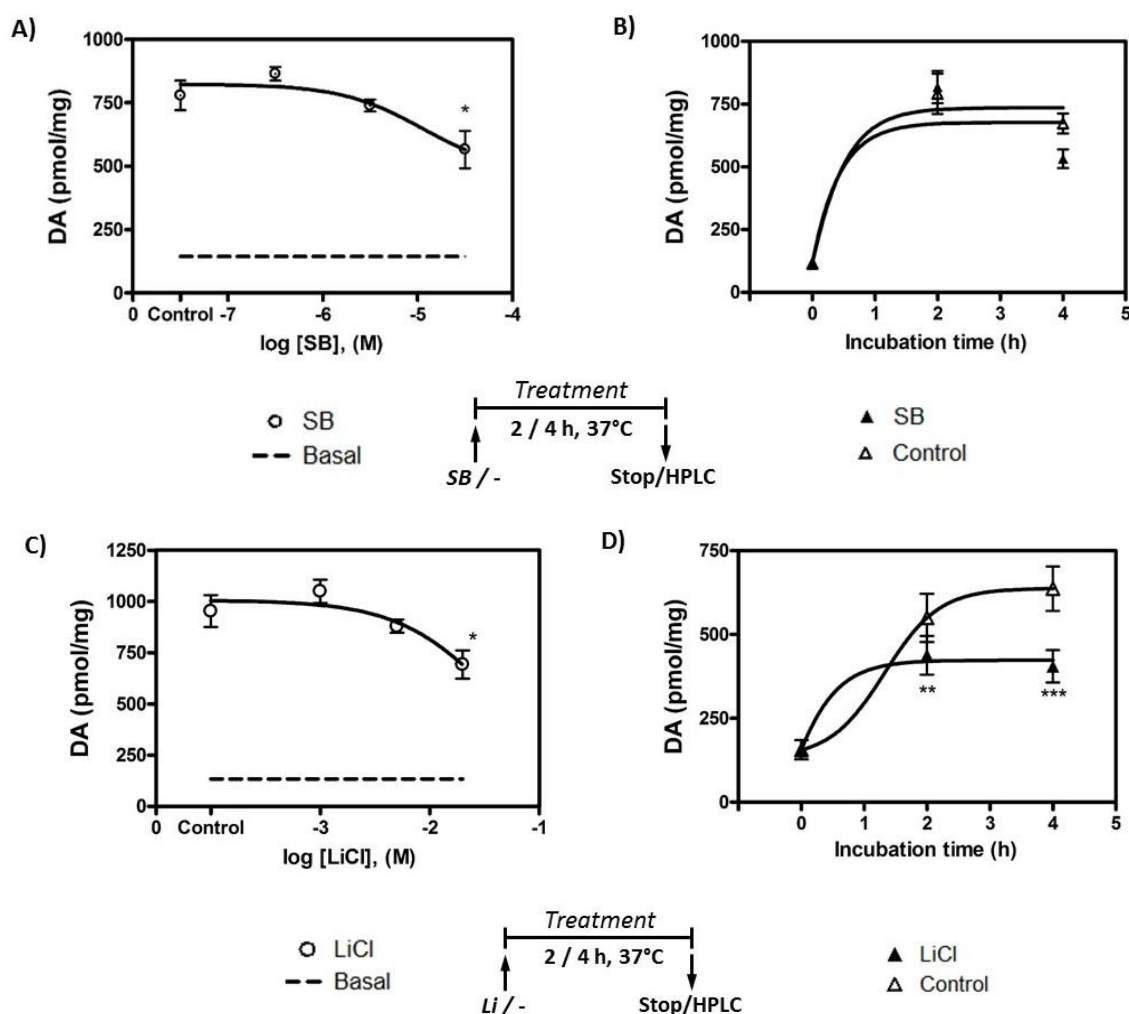 A)
1000
750
500
250
0
DA (pmol/mg)
0 Control -7 -6 -5 -4
log [SB], (M)
*
B)
1000
750
500
250
0
DA (pmol/mg)
0 1 2 3 4 5
Incubation time (h)
SB
Basal
Treatment
2 / 4 h, 37°C
SB / -
Stop/HPLC
SB
Control
C)
1250
1000
750
500
250
0
DA (pmol/mg)
0 Control -3 -2 -1
log [LiCl], (M)
*
D)
750
500
250
0
DA (pmol/mg)
0 1 2 3 4 5
Incubation time (h)
**
***
LiCl
Basal
Treatment
2 / 4 h, 37°C
Li / -
Stop/HPLC
LiCl
Control